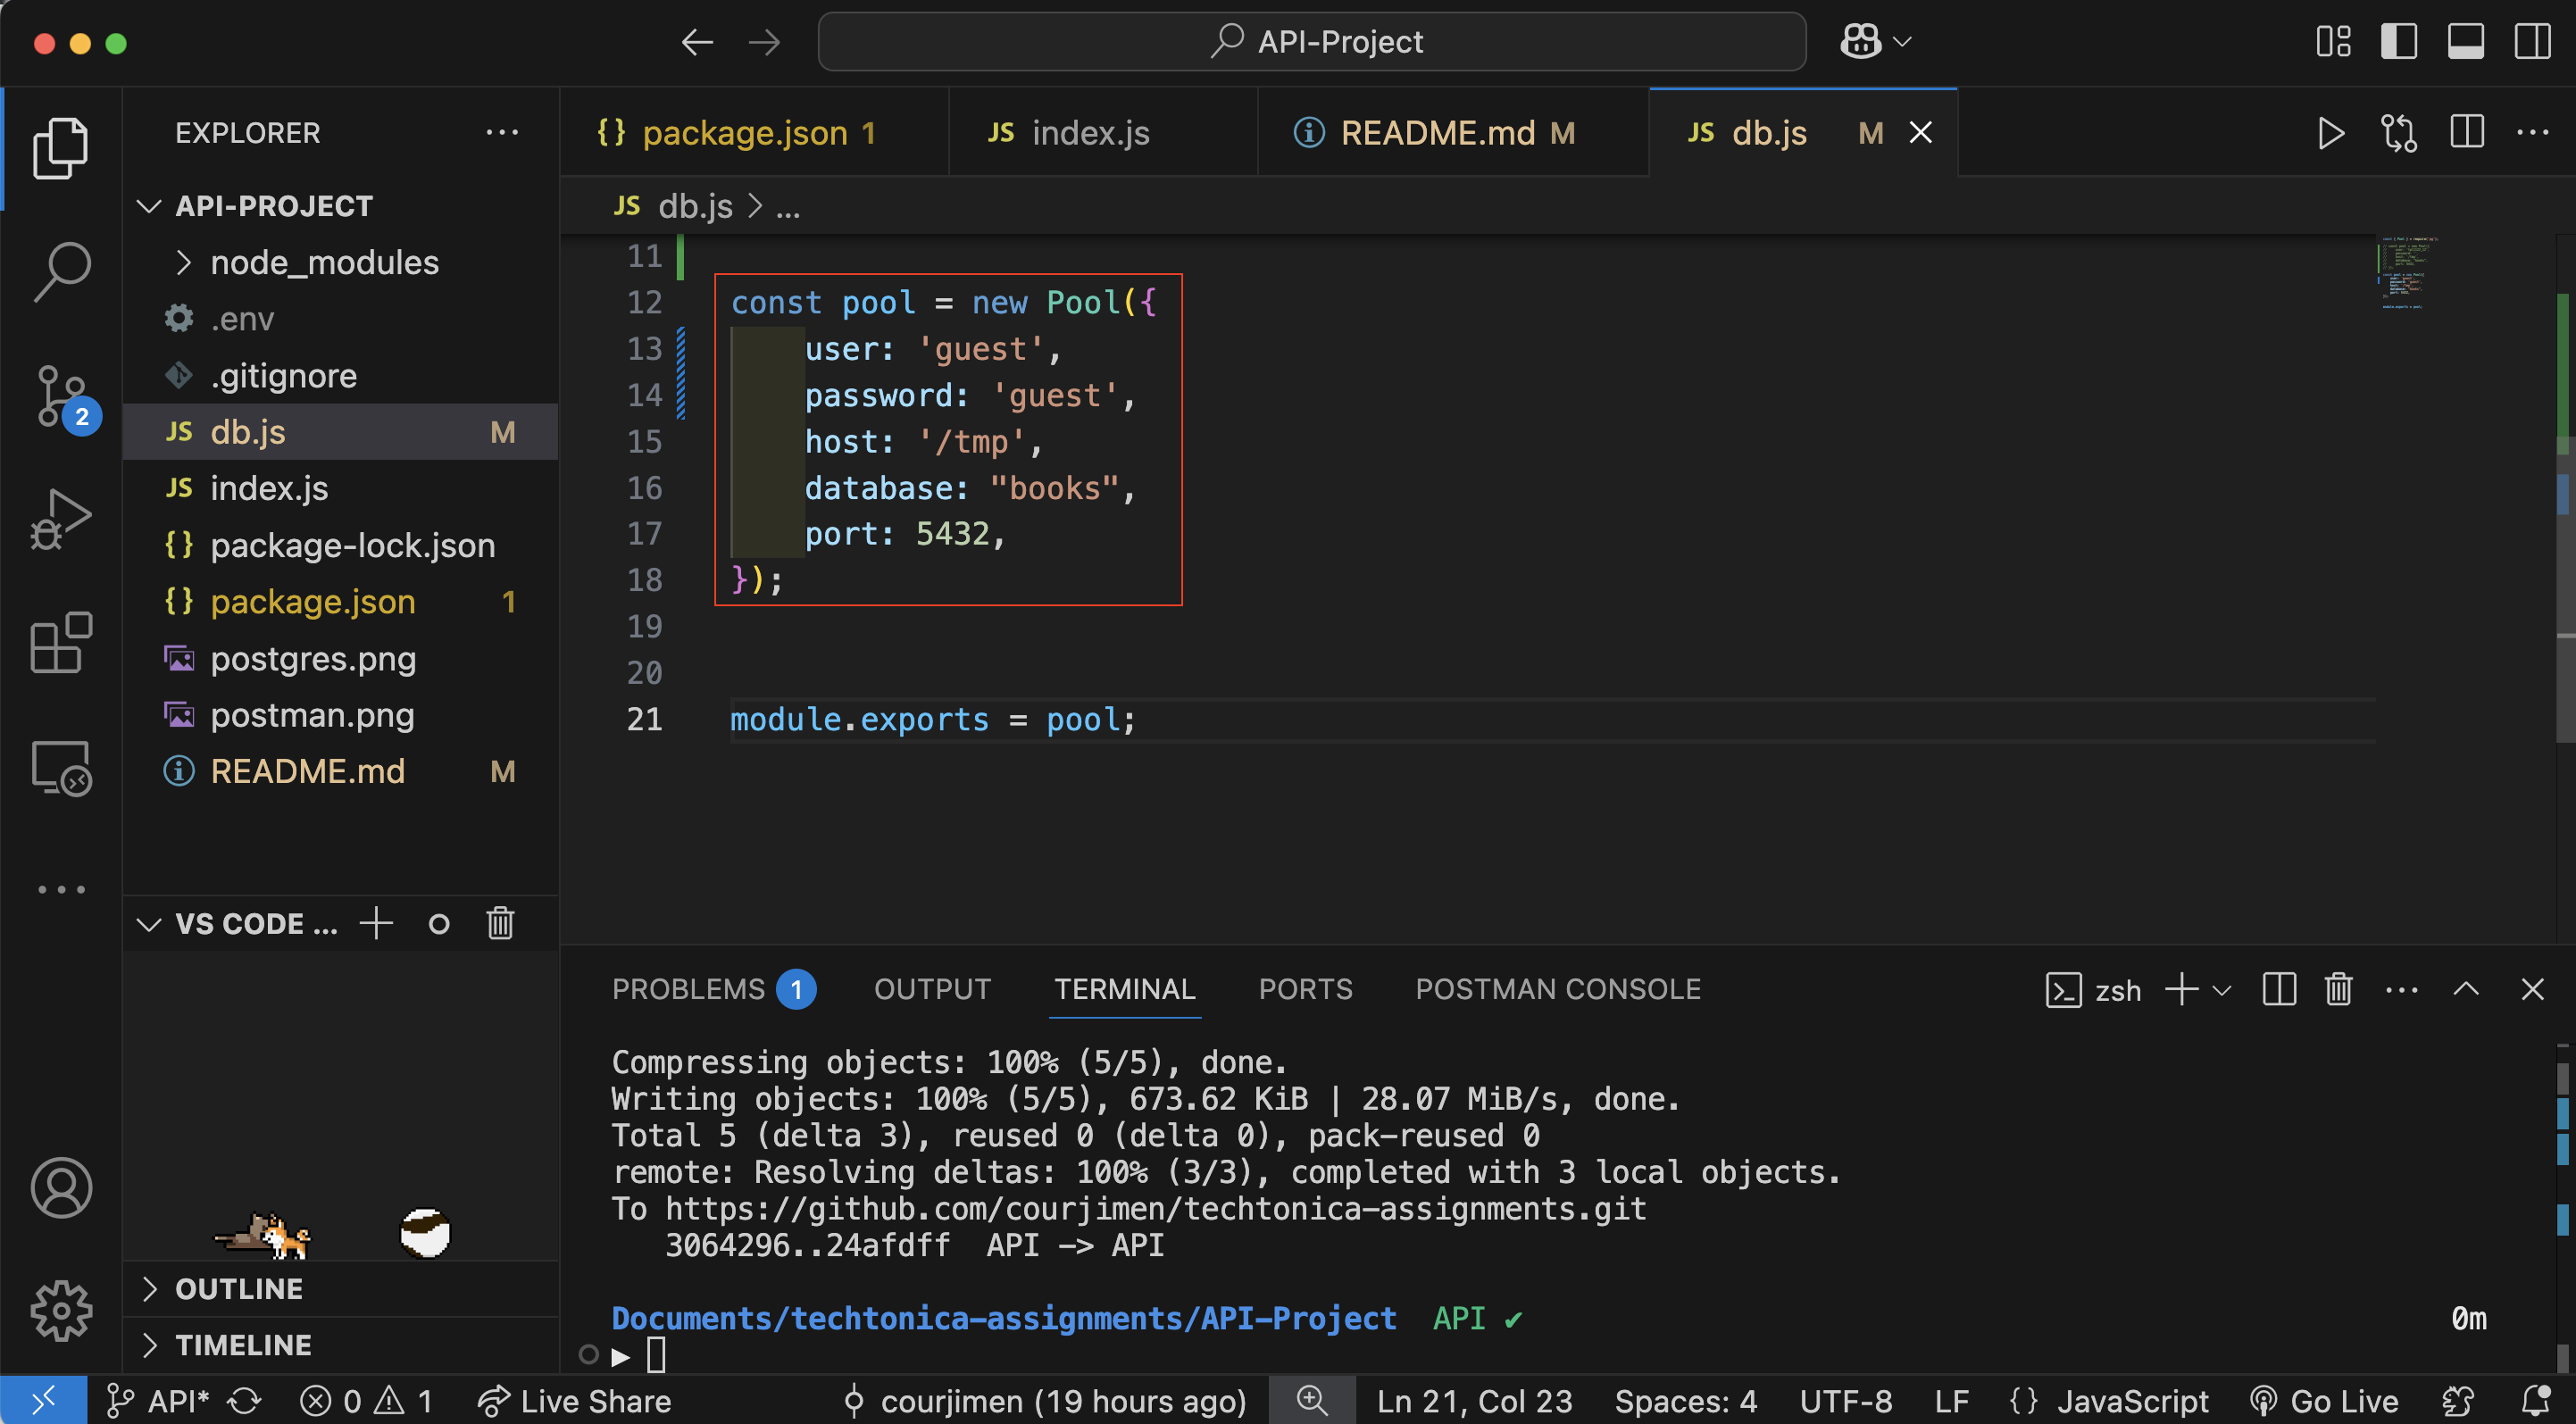 API-Project
EXPLORER
package.json 1
index.js
README.md M
db.js M
API-PROJECT
node_modules
.env
.gitignore
db.js M
index.js
package-lock.json
package.json 1
postgres.png
postman.png
README.md M
2
VS CODE ...
OUTLINE
TIMELINE
JS db.js > ...
11
12 const pool = new Pool({
13 user: 'guest',
14 password: 'guest',
15 host: '/tmp',
16 database: "books",
17 port: 5432,
18 });
19
20
21 module.exports = pool;
PROBLEMS 1 OUTPUT TERMINAL PORTS POSTMAN CONSOLE
zsh
Compressing objects: 100% (5/5), done.
Writing objects: 100% (5/5), 673.62 KiB | 28.07 MiB/s, done.
Total 5 (delta 3), reused 0 (delta 0), pack-reused 0
remote: Resolving deltas: 100% (3/3), completed with 3 local objects.
To https://github.com/courjimen/techtonica-assignments.git
3064296..24afdff API -> API
Documents/techtonica-assignments/API-Project API ✔ 0m
API* 0 1 Live Share courjimen (19 hours ago) Ln 21, Col 23 Spaces: 4 UTF-8 LF {} JavaScript Go Live